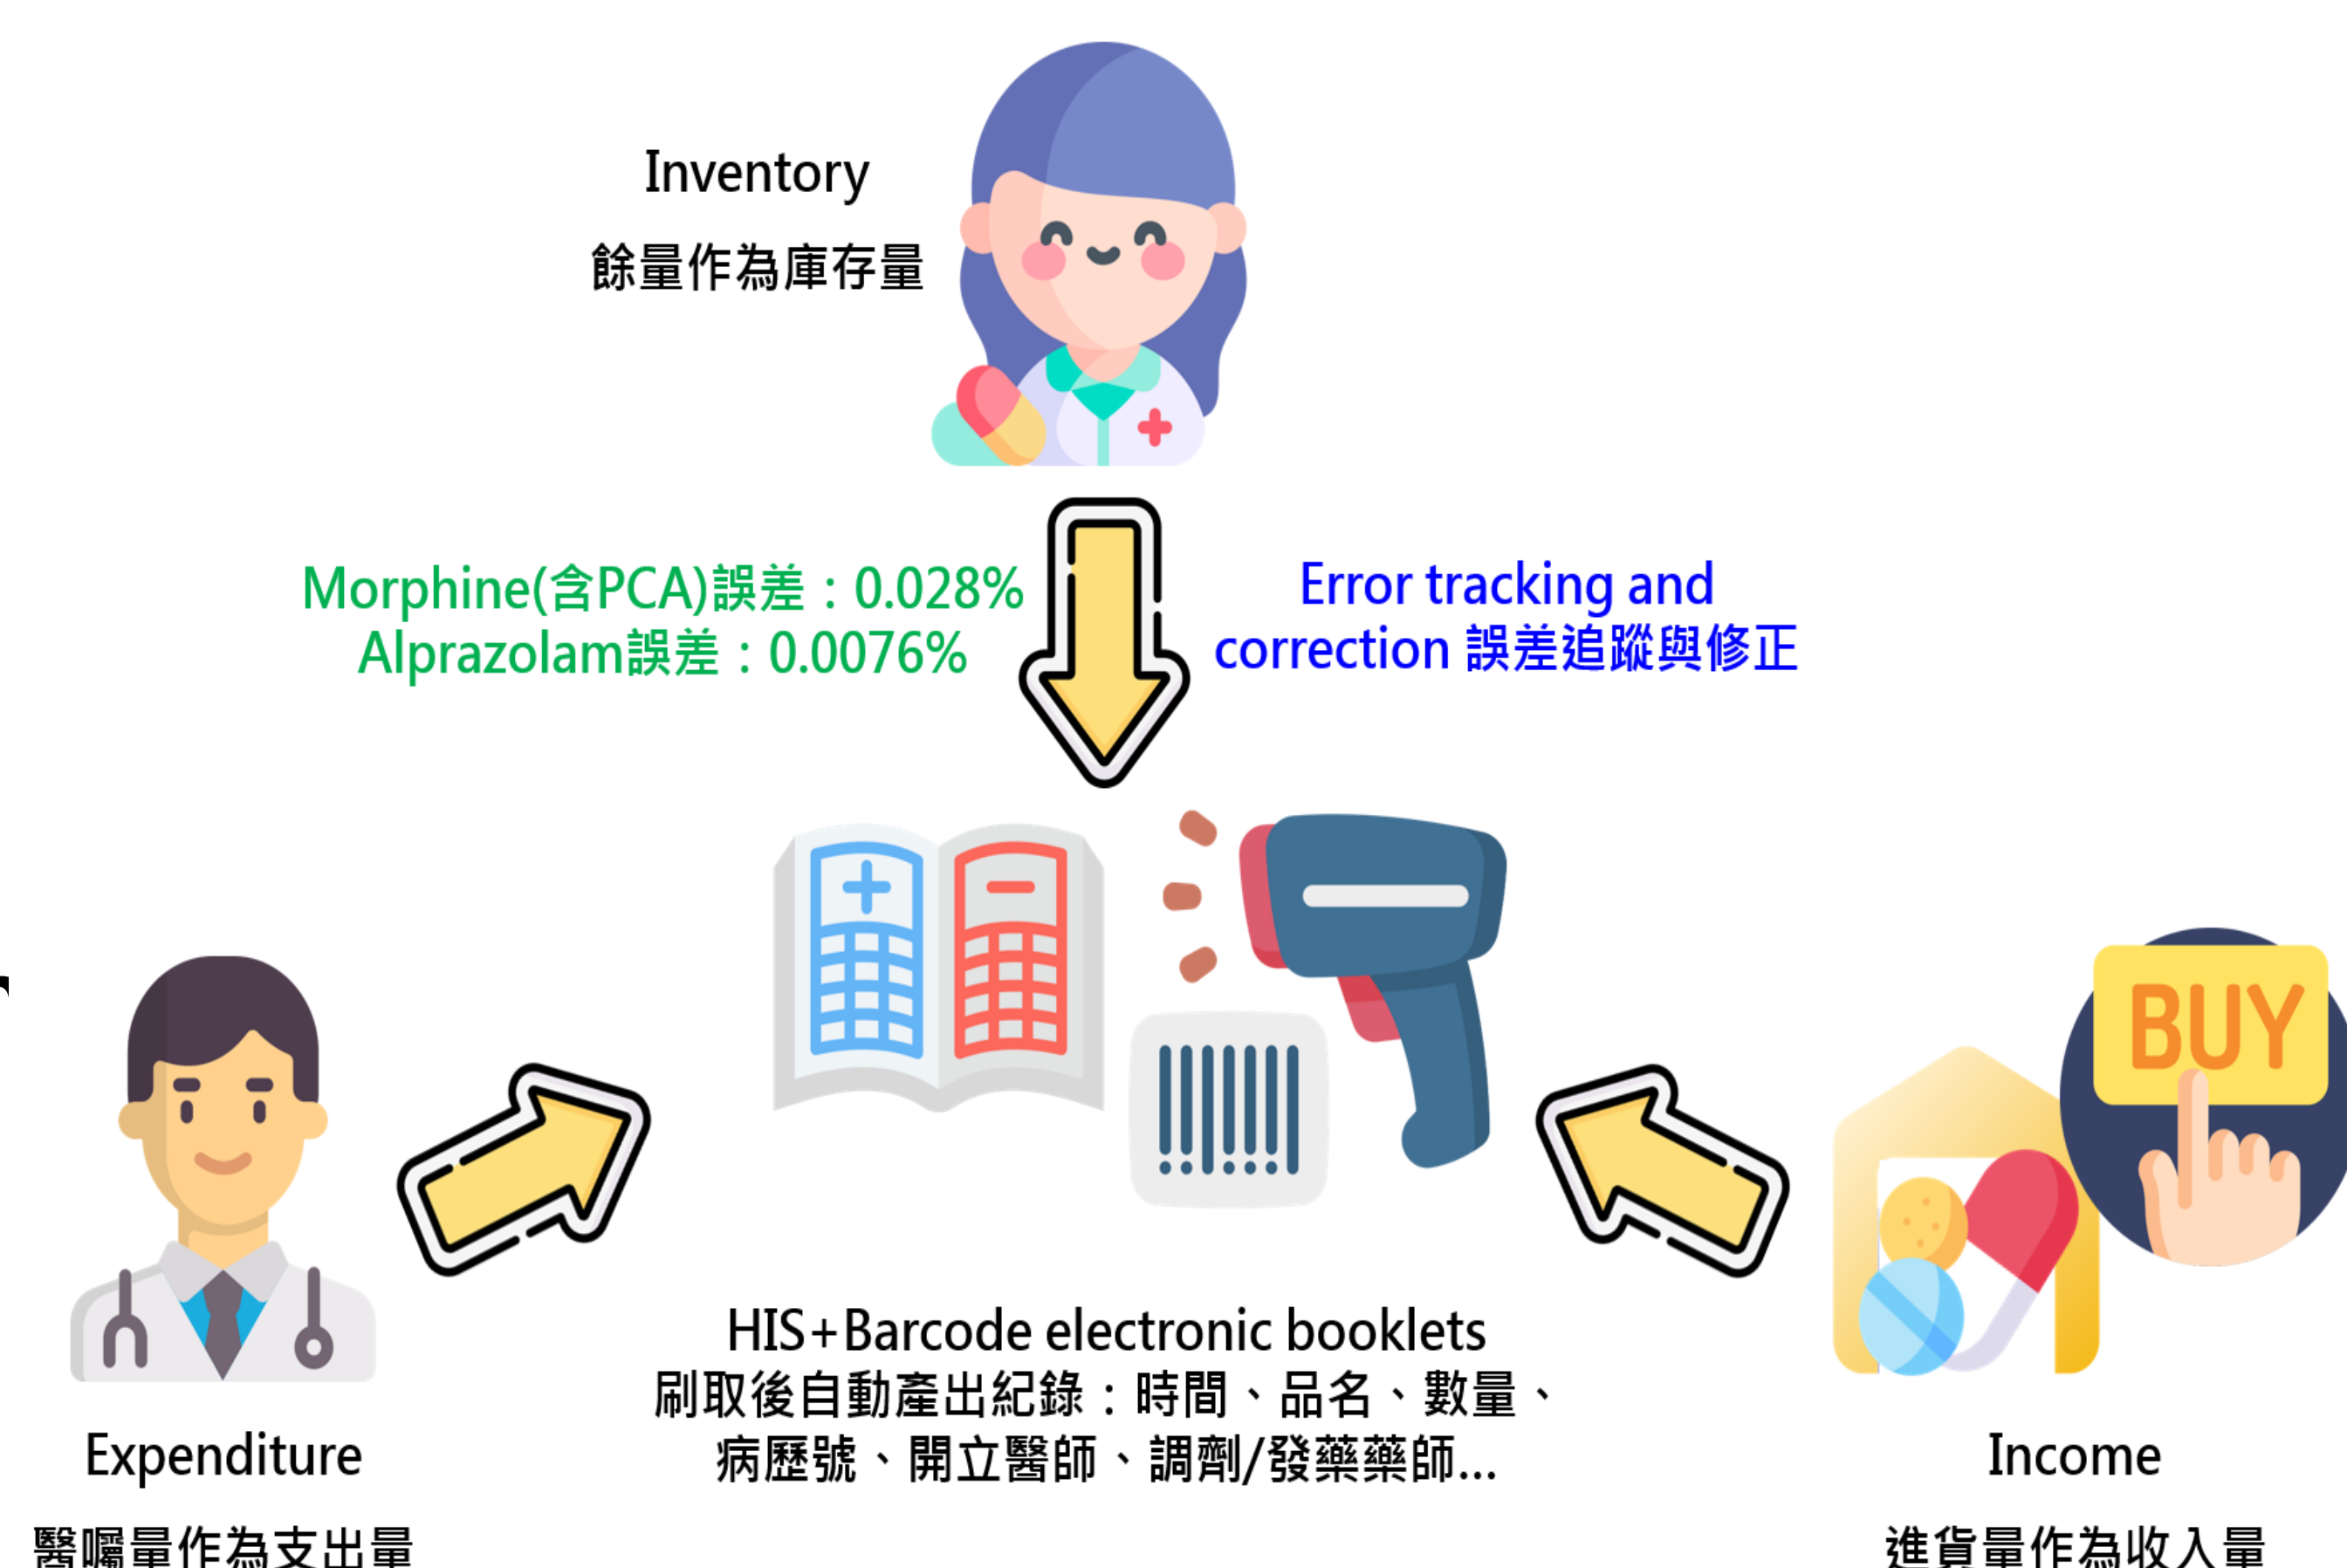 Inventory
餘量作為庫存量
Morphine(含PCA)誤差：0.028%
Alprazolam誤差：0.0076%
Error tracking and
correction 誤差追蹤與修正
BUY
HIS+Barcode electronic booklets
刷取後自動產出紀錄：時間、品名、數量、
病歷號、開立醫師、調劑/發藥藥師...
Expenditure
醫囑量作為支出量
Income
進貨量作為收入量